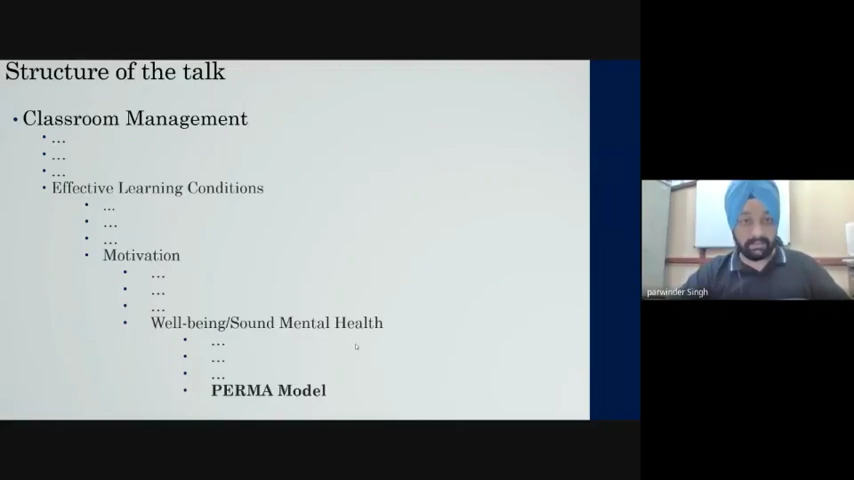 Structure of the talk
• Classroom Management
• ...
• ...
• ...
• Effective Learning Conditions
• ...
• ...
• ...
• Motivation
• ...
• ...
• ...
• Well-being/Sound Mental Health
• ...
• ...
• ...
• PERMA Model
parwinder Singh